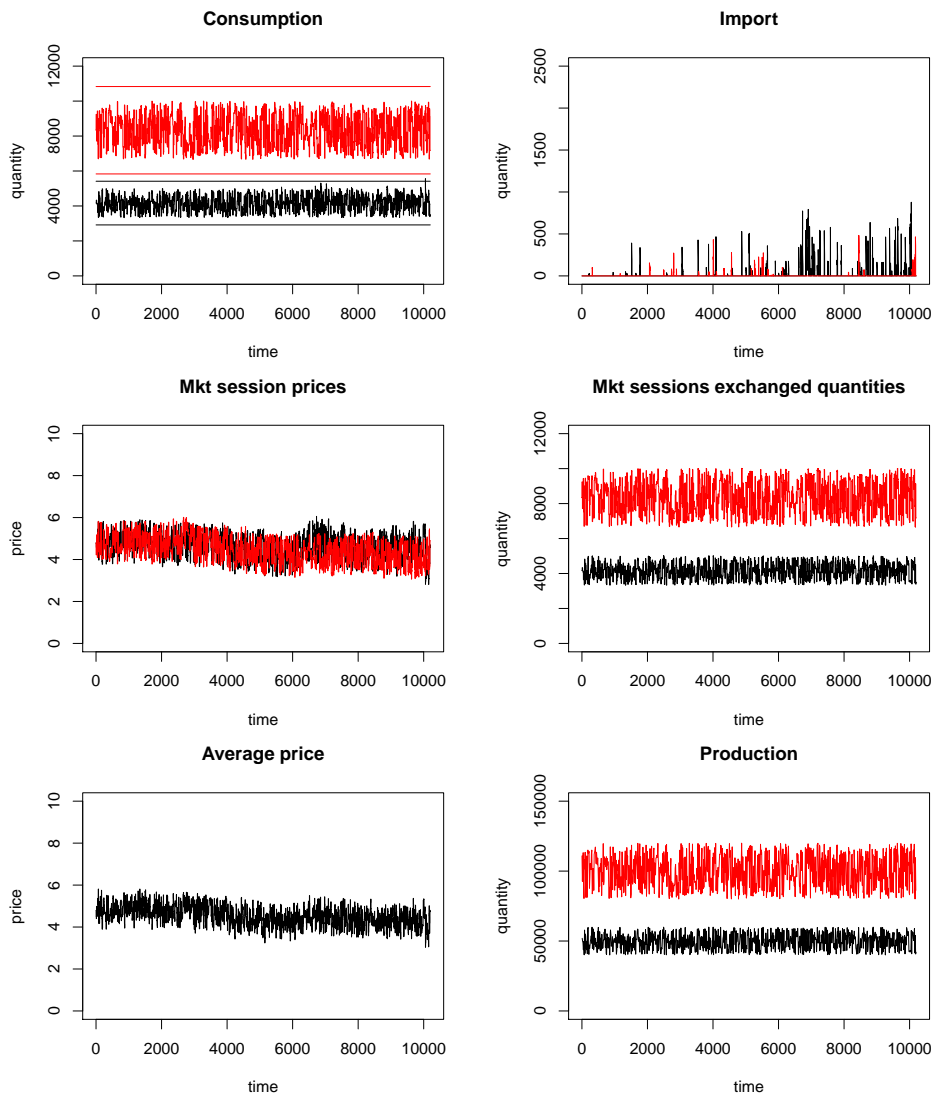 Consumption
12000
8000
4000
0
quantity
0 2000 4000 6000 8000 10000
time
Import
2500
1500
500
0
quantity
0 2000 4000 6000 8000 10000
time
Mkt session prices
10
8
6
4
2
0
price
0 2000 4000 6000 8000 10000
time
Mkt sessions exchanged quantities
12000
8000
4000
0
quantity
0 2000 4000 6000 8000 10000
time
Average price
10
8
6
4
2
0
price
0 2000 4000 6000 8000 10000
time
Production
150000
100000
50000
0
quantity
0 2000 4000 6000 8000 10000
time